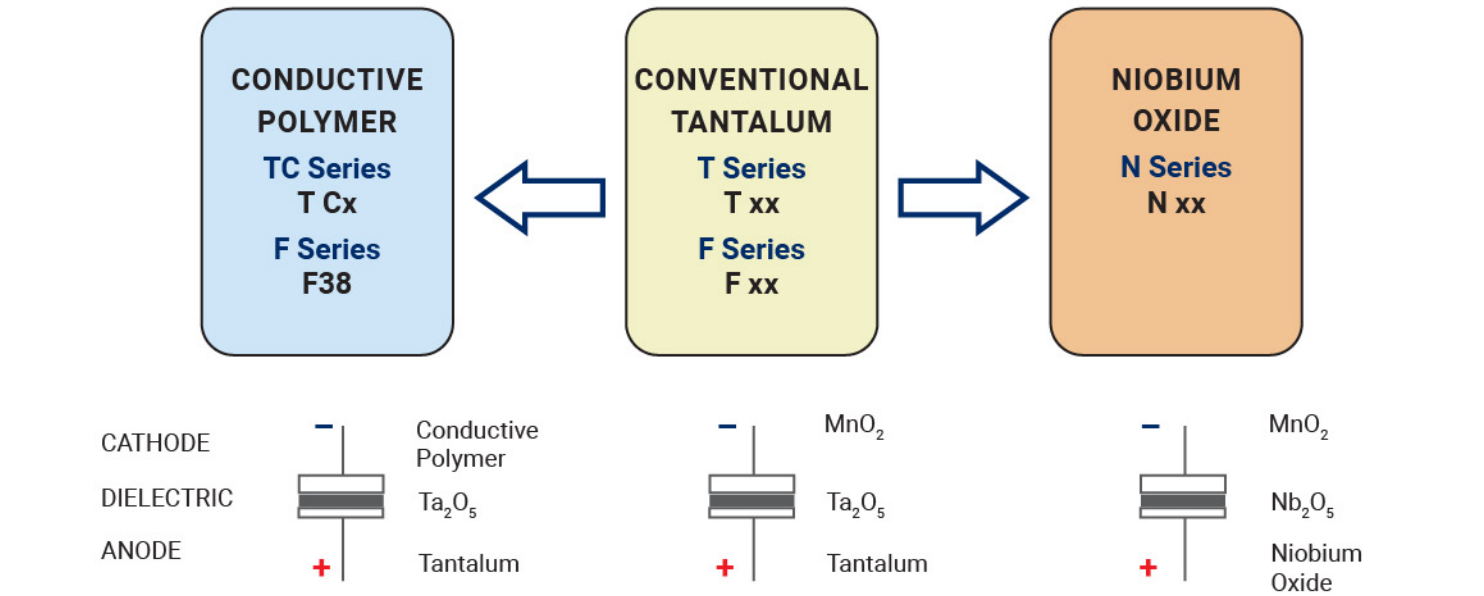 CONDUCTIVE
POLYMER
TC Series
T Cx
F Series
F38
CONVENTIONAL
TANTALUM
T Series
T xx
F Series
F xx
NIOBIUM
OXIDE
N Series
N xx
CATHODE
DIELECTRIC
ANODE
−
Conductive
Polymer
Ta₂O₅
+
Tantalum
−
MnO₂
Ta₂O₅
+
Tantalum
−
MnO₂
Nb₂O₅
+
Niobium
Oxide